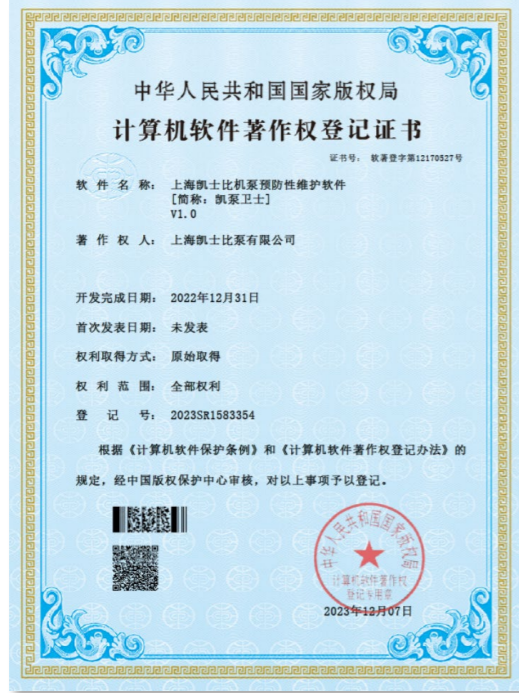 中华人民共和国国家版权局
计算机软件著作权登记证书
证书号： 软著登字第12170527号
软件名称： 上海凯士比机泵预防性维护软件
[简称：凯泵卫士]
V1.0
著作权人： 上海凯士比泵有限公司
开发完成日期： 2022年12月31日
首次发表日期： 未发表
权利取得方式： 原始取得
权利范围： 全部权利
登记号： 2023SR1583354
根据《计算机软件保护条例》和《计算机软件著作权登记办法》的
规定，经中国版权保护中心审核，对以上事项予以登记。
中华人民共和国国家版权局
计算机软件著作权
登记专用章
2023年12月07日